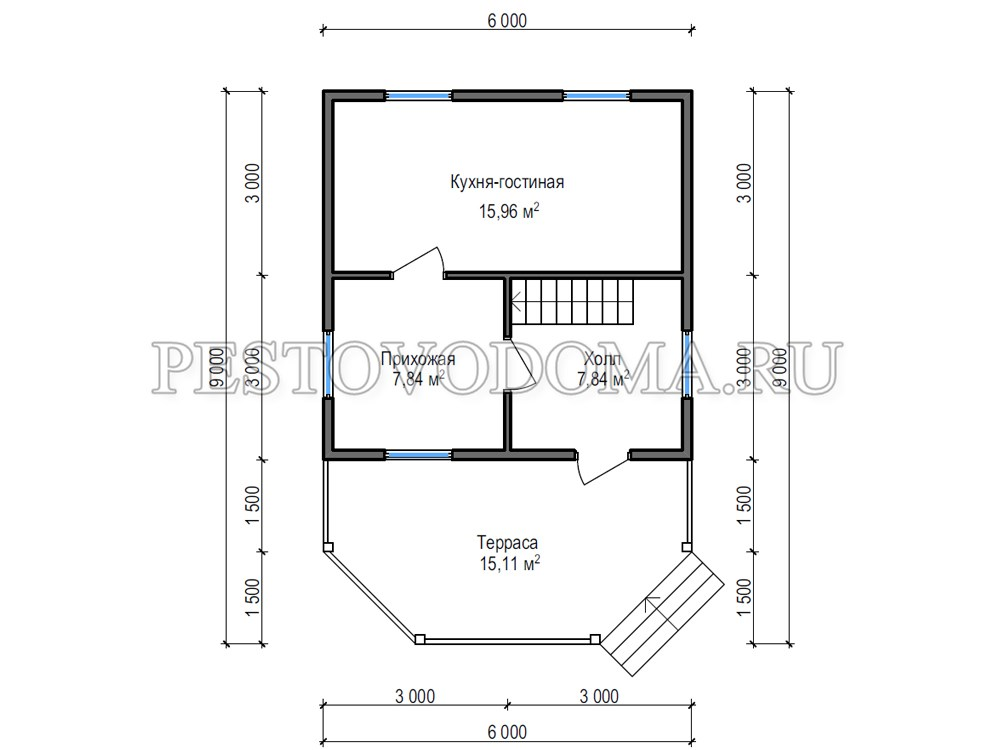 6 000
3 000
3 000
Кухня-гостиная
15,96 м²
9 000
3 000
Прихожая
7,84 м²
Холл
7,84 м²
3 000
9 000
PESTOVODOMA.RU
1 500
1 500
Терраса
15,11 м²
1 500
1 500
3 000
3 000
6 000